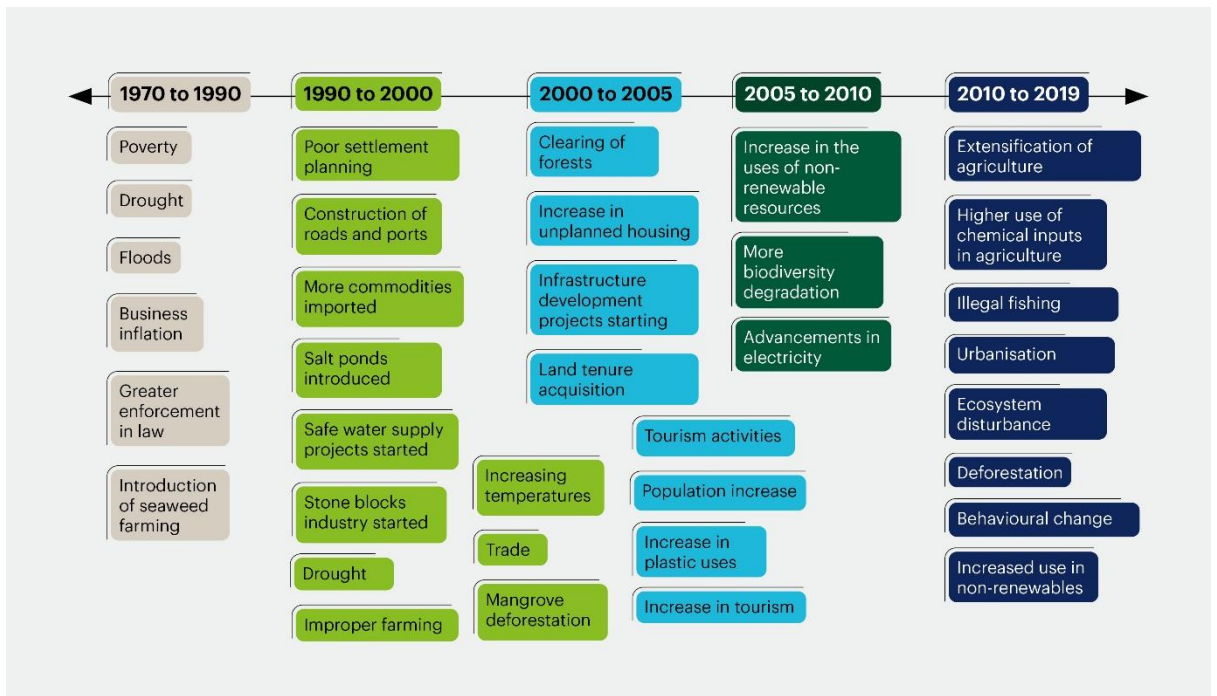 1970 to 1990
1990 to 2000
2000 to 2005
2005 to 2010
2010 to 2019
Poverty
Drought
Floods
Business
inflation
Greater
enforcement
in law
Introduction
of seaweed
farming
Poor settlement
planning
Construction of
roads and ports
More commodities
imported
Salt ponds
introduced
Safe water supply
projects started
Stone blocks
industry started
Drought
Improper farming
Increasing
temperatures
Trade
Mangrove
deforestation
Clearing of
forests
Increase in
unplanned housing
Infrastructure
development
projects starting
Land tenure
acquisition
Tourism activities
Population increase
Increase in
plastic uses
Increase in tourism
Increase in the
uses of non-
renewable
resources
More
biodiversity
degradation
Advancements in
electricity
Extensification of
agriculture
Higher use of
chemical inputs
in agriculture
Illegal fishing
Urbanisation
Ecosystem
disturbance
Deforestation
Behavioural change
Increased use in
non-renewables